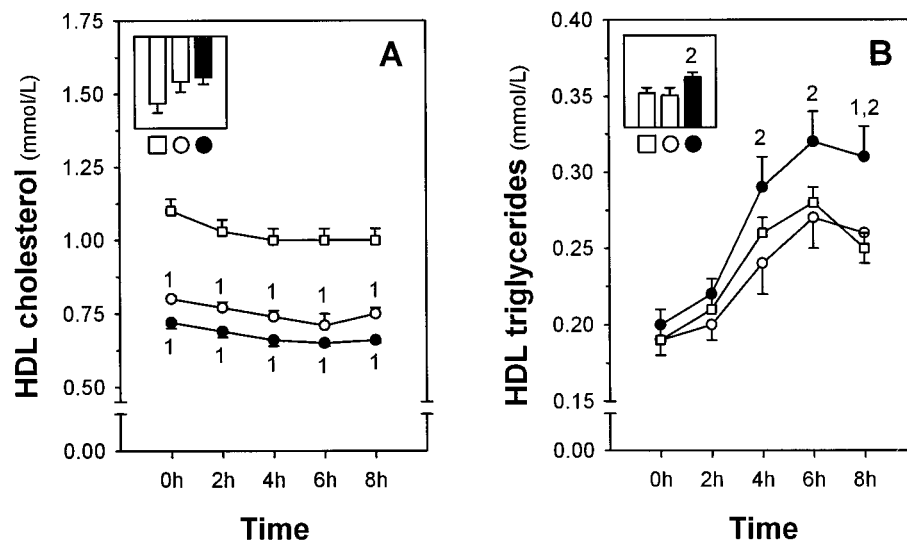 A
HDL cholesterol (mmol/L)
1.75
1.50
1.25
1.00
0.75
0.50
0.00
1 1 1 1 1
1 1 1 1 1
0h 2h 4h 6h 8h
Time
B
HDL triglycerides (mmol/L)
0.40
0.35
0.30
0.25
0.20
0.15
0.00
2
2
2
1,2
0h 2h 4h 6h 8h
Time